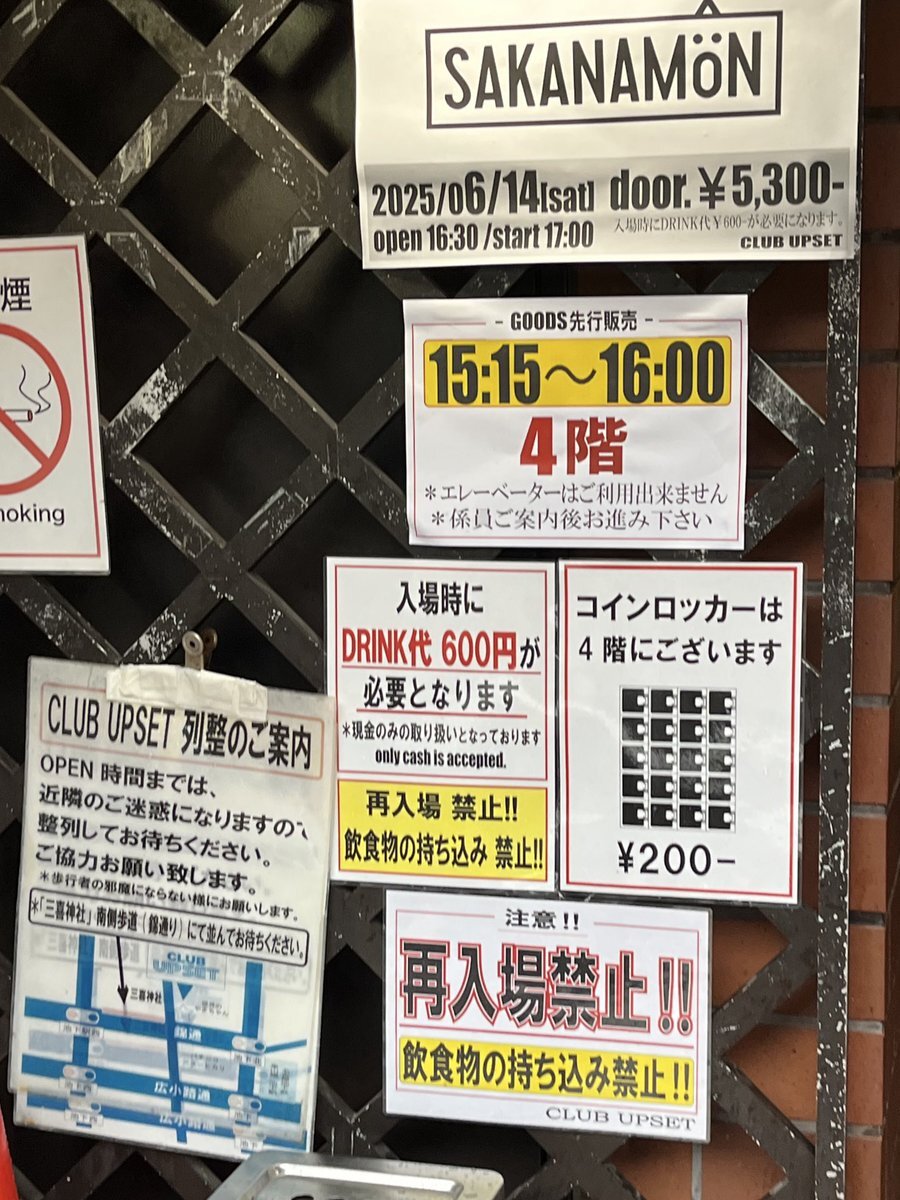 SAKANAMÖN
2025/06/14[sat] door.￥5,300-
open 16:30 /start 17:00
入場時にDRINK代￥600-が必要になります。
CLUB UPSET
煙
moking
- GOODS先行販売 -
15:15～16:00
4階
＊エレーベーターはご利用出来ません
＊係員ご案内後お進み下さい
入場時に
DRINK代 600円が
必要となります
＊現金のみの取り扱いとなっております
only cash is accepted.
再入場 禁止!!
飲食物の持ち込み 禁止!!
コインロッカーは
4 階にございます
¥200-
CLUB UPSET 列整のご案内
OPEN 時間までは、
近隣のご迷惑になりますので
整列してお待ちください。
ご協力お願い致します。
＊歩行者の邪魔にならない様にお願いします。
＊「三喜神社」南側歩道（錦通り）にて並んでお待ちください。
CLUB
UPSET
三喜神社
錦通
広小路通
広小路通
注意!!
再入場禁止!!
飲食物の持ち込み禁止!!
CLUB UPSET